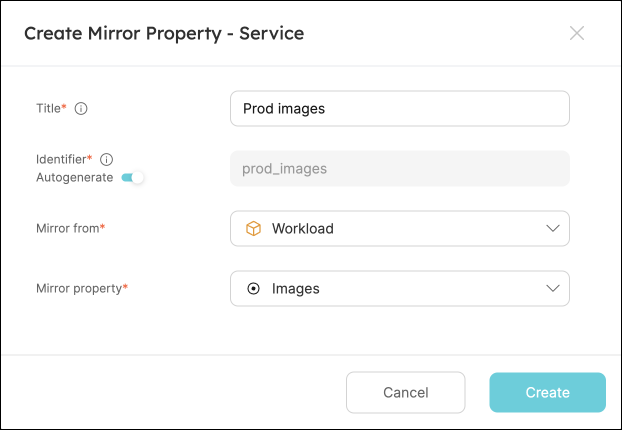 Create Mirror Property - Service
Title*
Prod images
Identifier*
Autogenerate
prod_images
Mirror from*
Workload
Mirror property*
Images
Cancel
Create